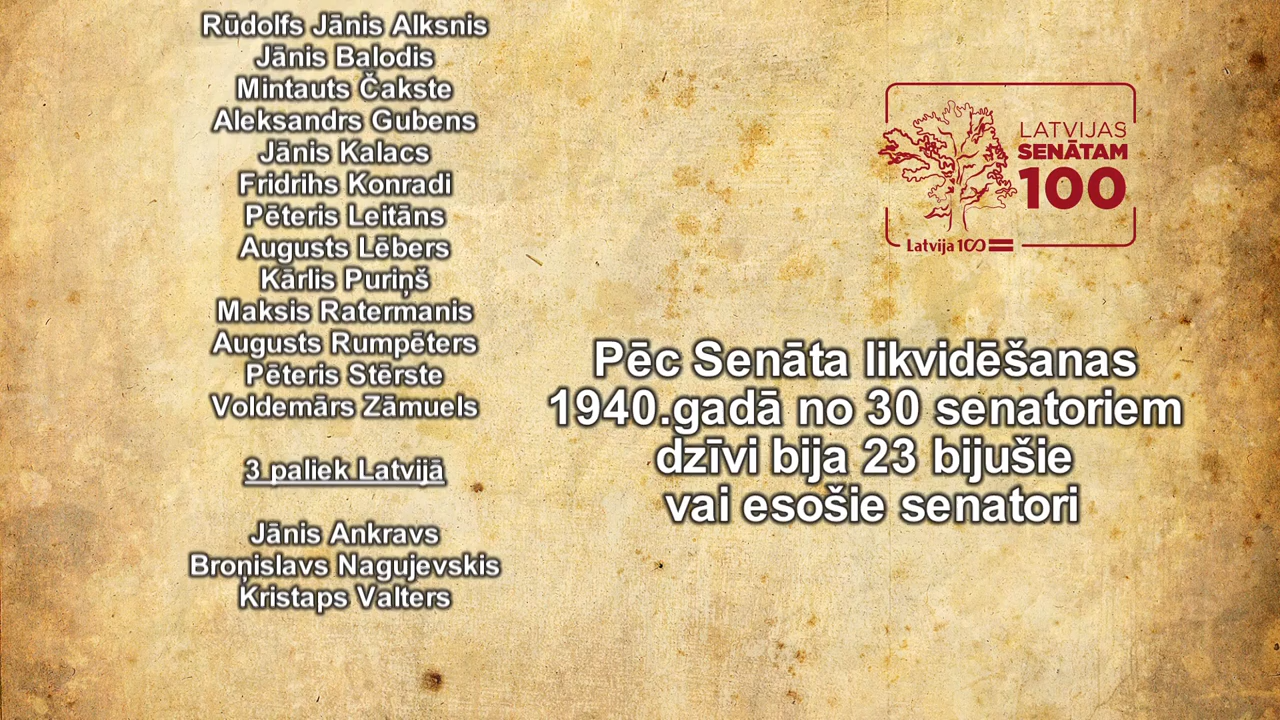 Rūdolfs Jānis Alksnis
Jānis Balodis
Mintauts Čakste
Aleksandrs Gubens
Jānis Kalacs
Fridrihs Konradi
Pēteris Leitāns
Augusts Lēbers
Kārlis Puriņš
Maksis Ratermanis
Augusts Rumpēters
Pēteris Stērste
Voldemārs Zāmuels
3 paliek Latvijā
Jānis Ankravs
Broņislavs Nagujevskis
Kristaps Valters
LATVIJAS
SENĀTAM
100
Latvija 100
Pēc Senāta likvidēšanas
1940.gadā no 30 senatoriem
dzīvi bija 23 bijušie
vai esošie senatori